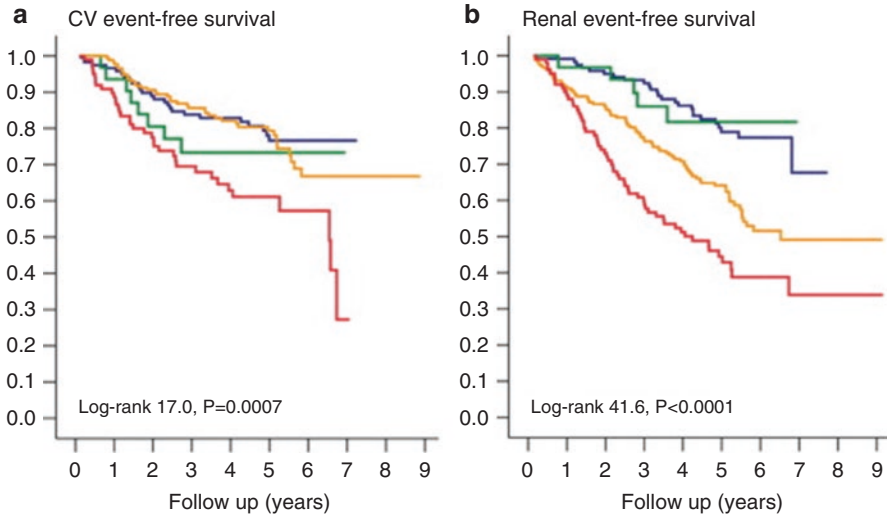 a CV event-free survival
1.0
0.9
0.8
0.7
0.6
0.5
0.4
0.3
0.2
0.1
0.0
Log-rank 17.0, P=0.0007
0 1 2 3 4 5 6 7 8 9
Follow up (years)
b Renal event-free survival
1.0
0.9
0.8
0.7
0.6
0.5
0.4
0.3
0.2
0.1
0.0
Log-rank 41.6, P<0.0001
0 1 2 3 4 5 6 7 8 9
Follow up (years)